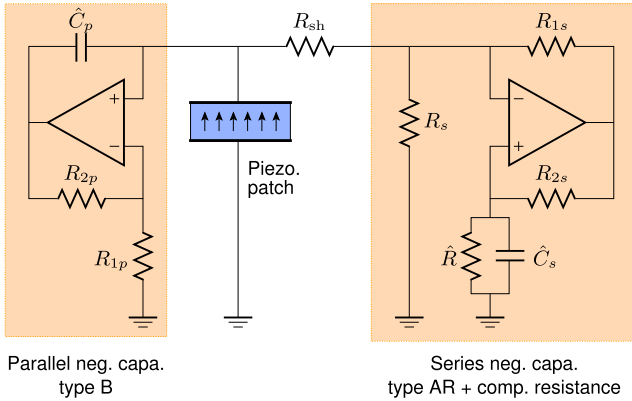 Ĉₚ
R_sh
R₁ₛ
+
−
−
+
Rₛ
R₂ₚ
Piezo.
patch
R₂ₛ
R₁ₚ
R̂
Ĉₛ
Parallel neg. capa.
type B
Series neg. capa.
type AR + comp. resistance